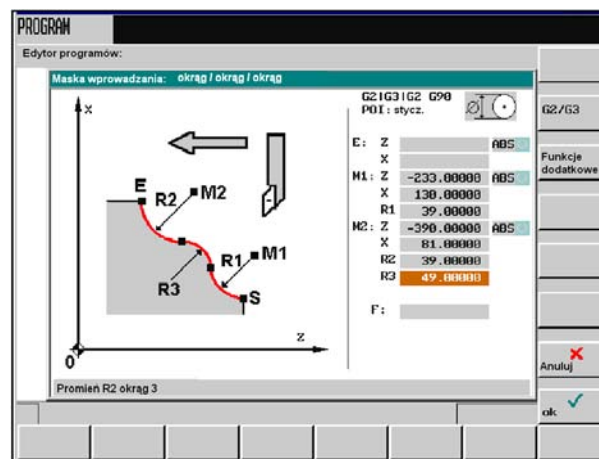 PROGRAM
Edytor programów:
Maska wprowadzania: okrąg / okrąg / okrąg
x
E
R2
M2
R1
M1
R3
S
z
0
G2|G3|G2 G90
POI: stycz.
E: Z ABS
X
M1: Z -233.00000 ABS
X 130.00000
R1 39.00000
M2: Z -390.00000 ABS
X 81.00000
R2 39.00000
R3 49.00000
F:
Promień R2 okrąg 3
G2/G3
Funkcje
dodatkowe
Anuluj
ok